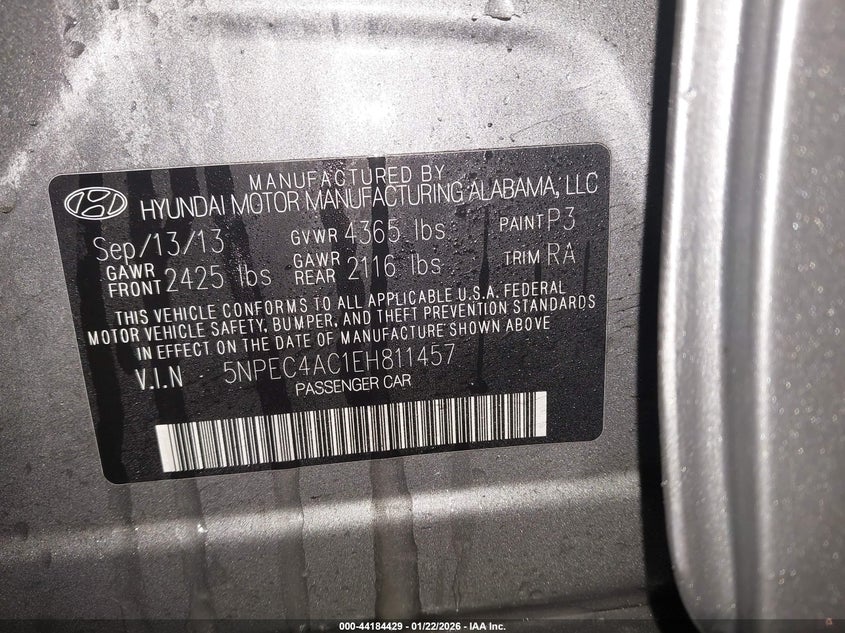 MANUFACTURED BY
HYUNDAI MOTOR MANUFACTURING ALABAMA, LLC
Sep/13/13 GVWR 4365 lbs PAINT P3
GAWR FRONT 2425 lbs GAWR REAR 2116 lbs TRIM RA
THIS VEHICLE CONFORMS TO ALL APPLICABLE U.S.A. FEDERAL
MOTOR VEHICLE SAFETY, BUMPER, AND THEFT PREVENTION STANDARDS
IN EFFECT ON THE DATE OF MANUFACTURE SHOWN ABOVE
V.I.N 5NPEC4AC1EH811457
PASSENGER CAR
000-44184429 - 01/22/2026 - IAA Inc.